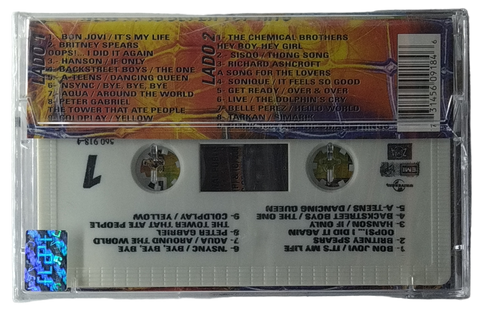 LADO 1
1- BON JOVI / IT'S MY LIFE
2- BRITNEY SPEARS
OOPS!... I DID IT AGAIN
3- HANSON / IF ONLY
4- BACKSTREET BOYS / THE ONE
5- A-TEENS / DANCING QUEEN
6- 'NSYNC / BYE, BYE, BYE
7- AQUA / AROUND THE WORLD
8- PETER GABRIEL
THE TOWER THAT ATE PEOPLE
9- COLDPLAY / YELLOW
LADO 2
1- THE CHEMICAL BROTHERS
HEY BOY HEY GIRL
2- SISQO / THONG SONG
3- RICHARD ASHCROFT
A SONG FOR THE LOVERS
4- SONIQUE / IT FEELS SO GOOD
5- GET READY / OVER & OVER
6- LIVE / THE DOLPHIN'S CRY
7- BELLE PEREZ / HELLO WORLD
8- TARKAN / SIMARIK
560 918-4
1
1- BON JOVI / IT'S MY LIFE
2- BRITNEY SPEARS
OOPS!... I DID IT AGAIN
3- HANSON / IF ONLY
4- BACKSTREET BOYS / THE ONE
5- A-TEENS / DANCING QUEEN
6- 'NSYNC / BYE, BYE, BYE
7- AQUA / AROUND THE WORLD
8- PETER GABRIEL
THE TOWER THAT ATE PEOPLE
9- COLDPLAY / YELLOW
EMI
UNIVERSAL